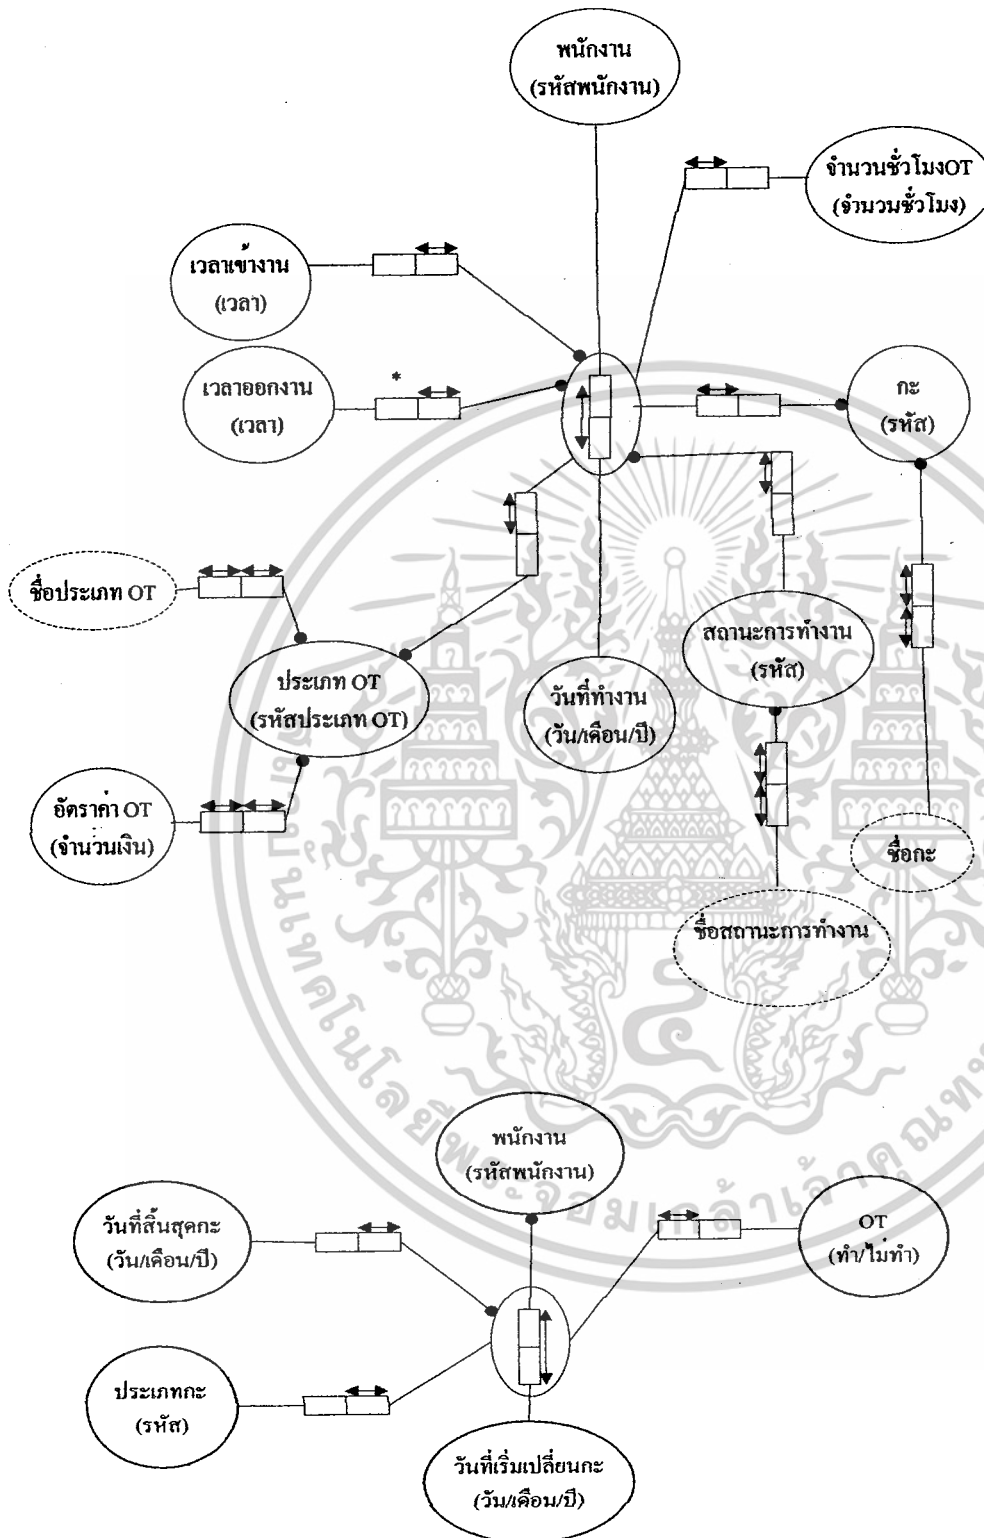 พนักงาน
(รหัสพนักงาน)
จำนวนชั่วโมงOT
(จำนวนชั่วโมง)
เวลาเข้างาน
(เวลา)
เวลาออกงาน
(เวลา)
*
กะ
(รหัส)
ชื่อประเภท OT
ประเภท OT
(รหัสประเภท OT)
วันที่ทำงาน
(วัน/เดือน/ปี)
สถานะการทำงาน
(รหัส)
อัตราค่า OT
(จำนวนเงิน)
ชื่อกะ
ชื่อสถานะการทำงาน
พนักงาน
(รหัสพนักงาน)
วันที่สิ้นสุดกะ
(วัน/เดือน/ปี)
OT
(ทำ/ไม่ทำ)
ประเภทกะ
(รหัส)
วันที่เริ่มเปลี่ยนกะ
(วัน/เดือน/ปี)